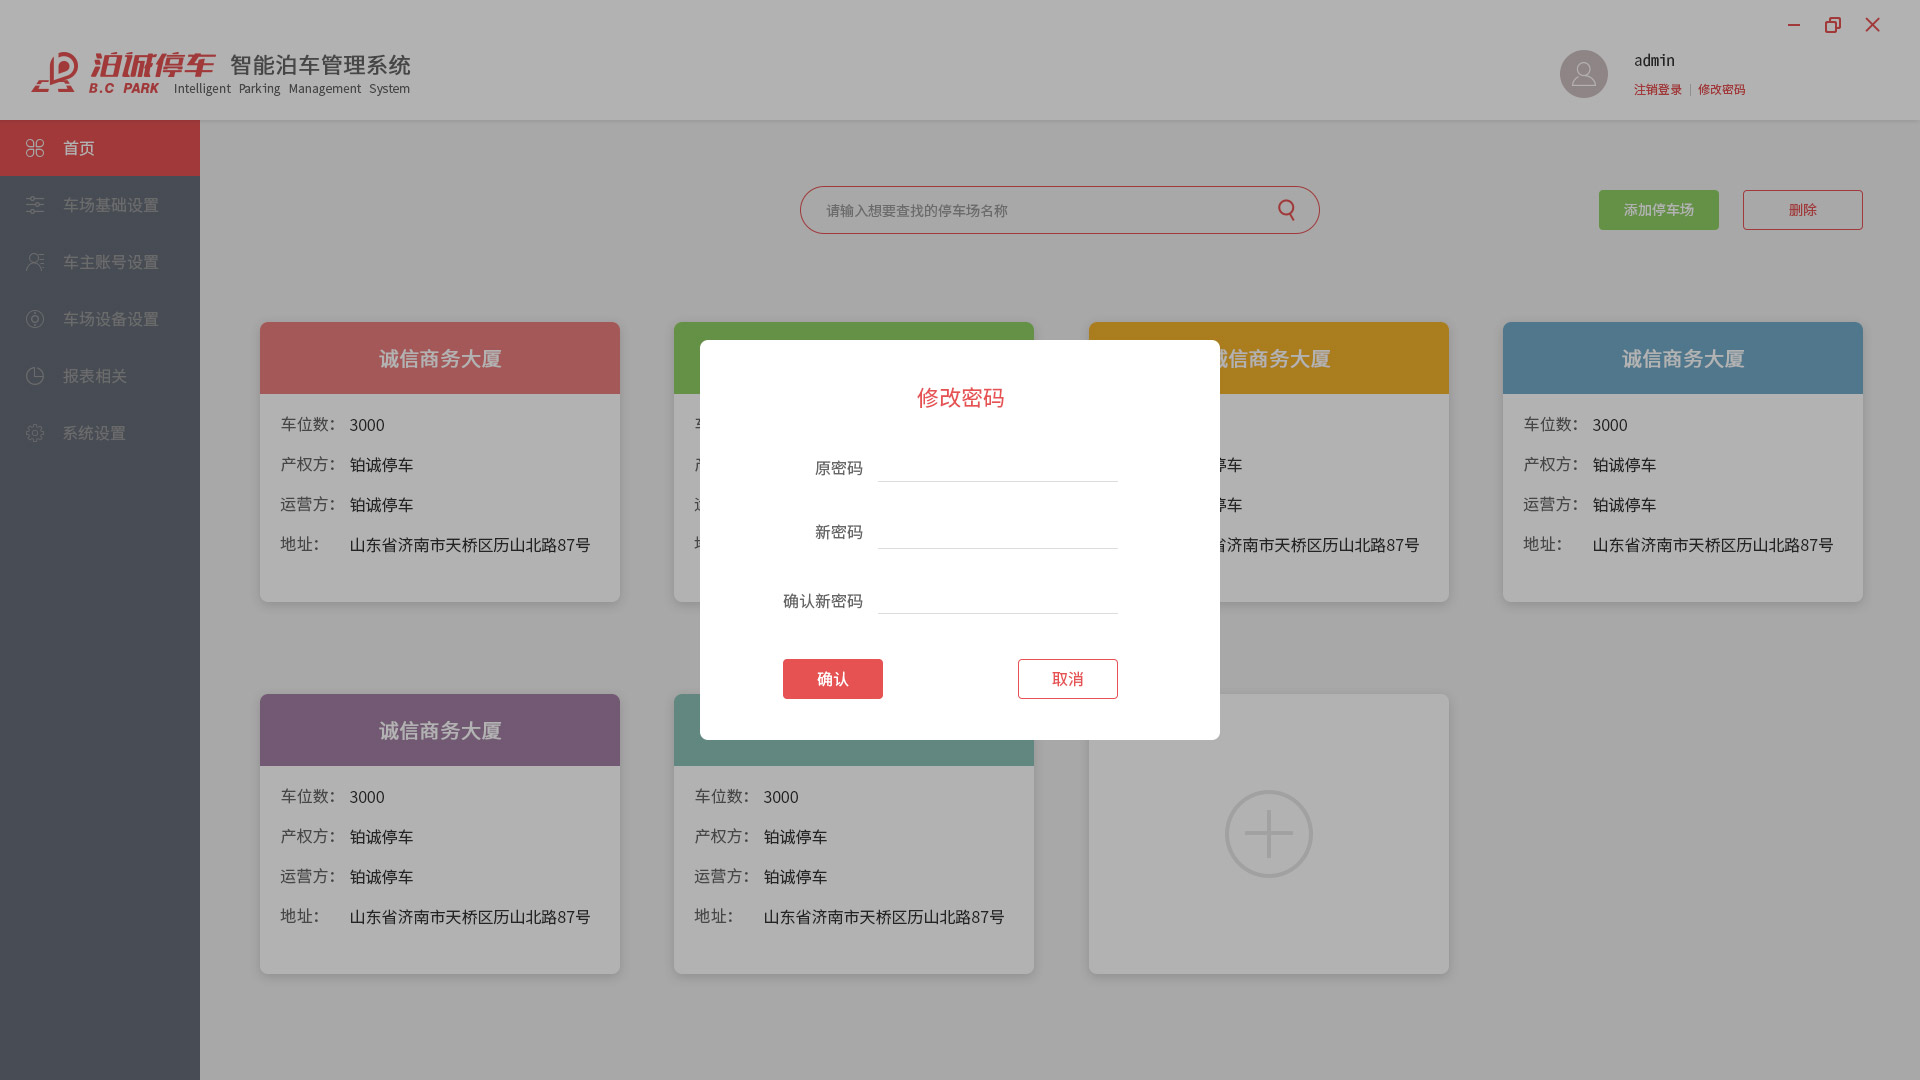 泊诚停车 智能泊车管理系统
B.C PARK Intelligent Parking Management System
admin
注销登录 修改密码
首页
车场基础设置
车主账号设置
车场设备设置
报表相关
系统设置
请输入想要查找的停车场名称
添加停车场
删除
诚信商务大厦
车位数： 3000
产权方： 铂诚停车
运营方： 铂诚停车
地址： 山东省济南市天桥区历山北路87号
信商务大厦
停车
停车
省济南市天桥区历山北路87号
诚信商务大厦
车位数： 3000
产权方： 铂诚停车
运营方： 铂诚停车
地址： 山东省济南市天桥区历山北路87号
修改密码
原密码
新密码
确认新密码
确认
取消
诚信商务大厦
车位数： 3000
产权方： 铂诚停车
运营方： 铂诚停车
地址： 山东省济南市天桥区历山北路87号
车位数： 3000
产权方： 铂诚停车
运营方： 铂诚停车
地址： 山东省济南市天桥区历山北路87号